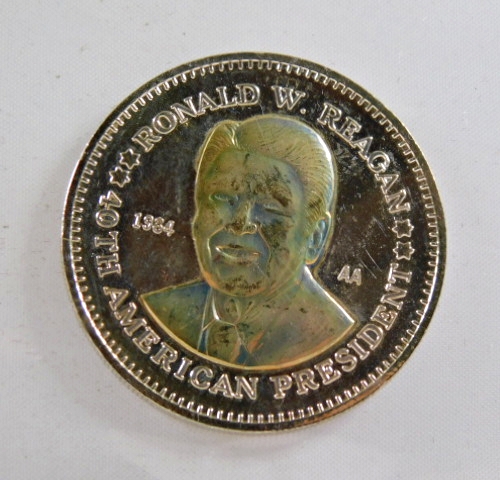 RONALD W. REAGAN
40TH AMERICAN PRESIDENT
1984
AA